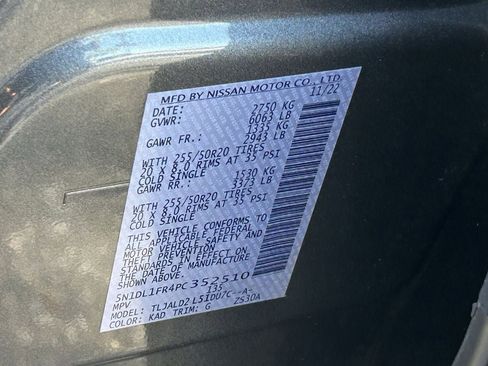 MFD BY NISSAN MOTOR CO., LTD.
DATE: 11/22
GVWR: 2750 KG
6063 LB
GAWR FR.: 1335 KG
2943 LB
WITH 255/50R20 TIRES
20 X 8.0 RIMS AT 35 PSI
COLD SINGLE
GAWR RR.: 1530 KG
3373 LB
WITH 255/50R20 TIRES
20 X 8.0 RIMS AT 35 PSI
COLD SINGLE
THIS VEHICLE CONFORMS TO
ALL APPLICABLE FEDERAL
MOTOR VEHICLE SAFETY AND
THEFT PREVENTION
STANDARDS IN EFFECT ON
THE DATE OF MANUFACTURE
SHOWN ABOVE.
5N1DL1FR4PC352510
MPV 135
MODEL: TLJALD2 L5IDU7C--A-
COLOR: KAD TRIM: G ZS30A